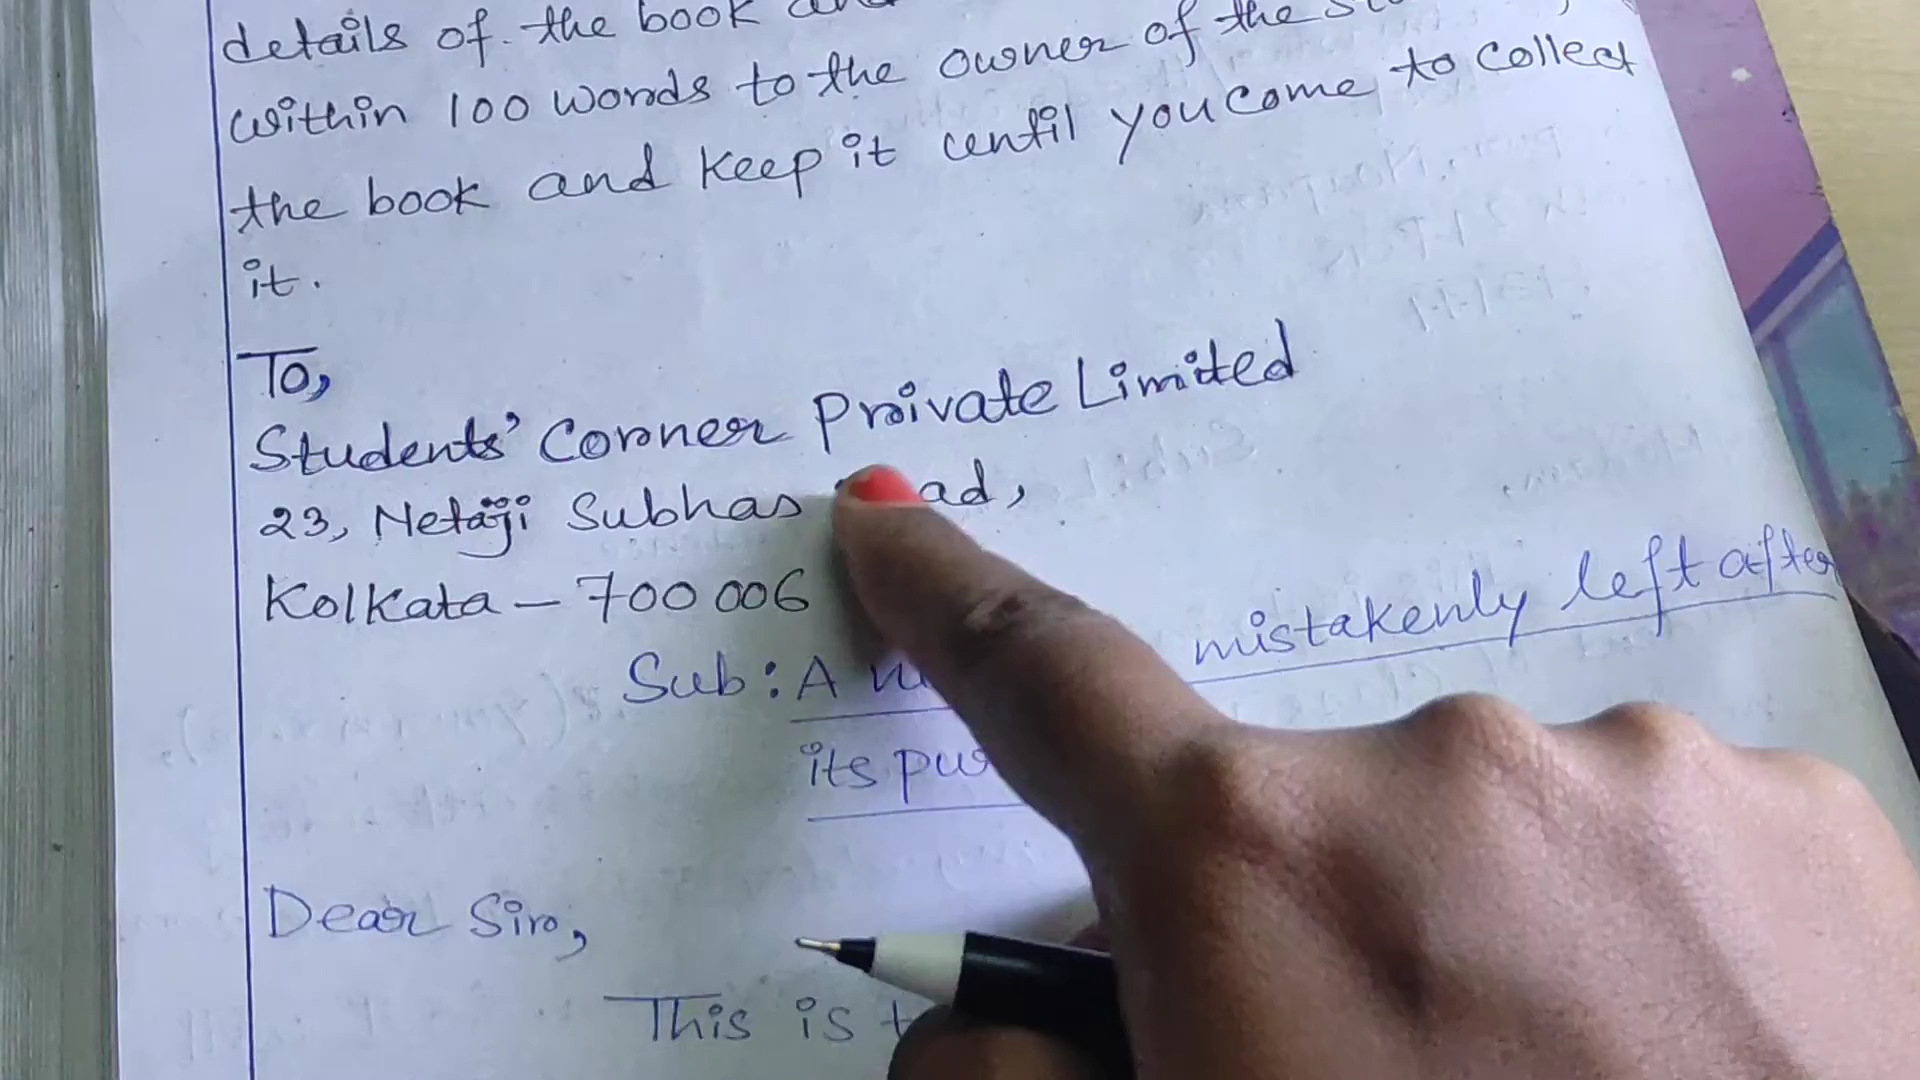 details of the book
within 100 words to the owner of the
the book and keep it until you come to collect
it.
To,
Students' Corner Private Limited
23, Netaji Subhas
Kolkata - 700 006
Sub: A mistakenly left after
its
Dear Sir,
This is